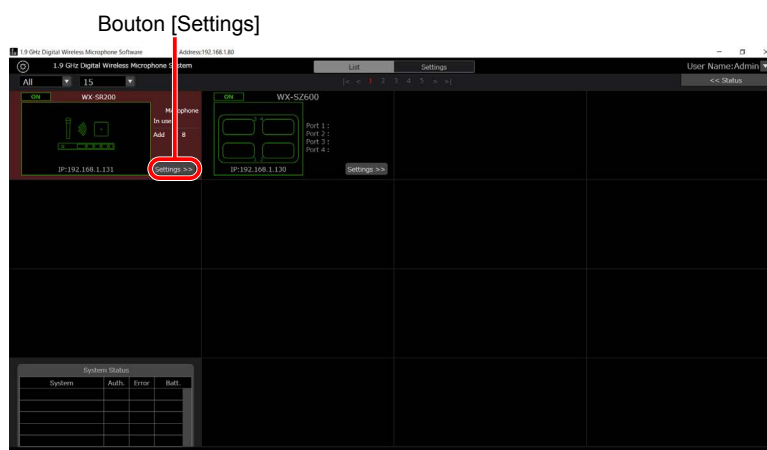 Bouton [Settings]
1.9 GHz Digital Wireless Microphone Software Address:192.168.1.80
1.9 GHz Digital Wireless Microphone System List Settings User Name:Admin
All 15 |< < 1 2 3 4 5 > >| << Status
ON WX-SR200 ON WX-SZ600
In use
Add 8
Port 1 :
Port 2 :
Port 3 :
Port 4 :
IP:192.168.1.131 Settings >> IP:192.168.1.130 Settings >>
System Status
System Auth. Error Batt.